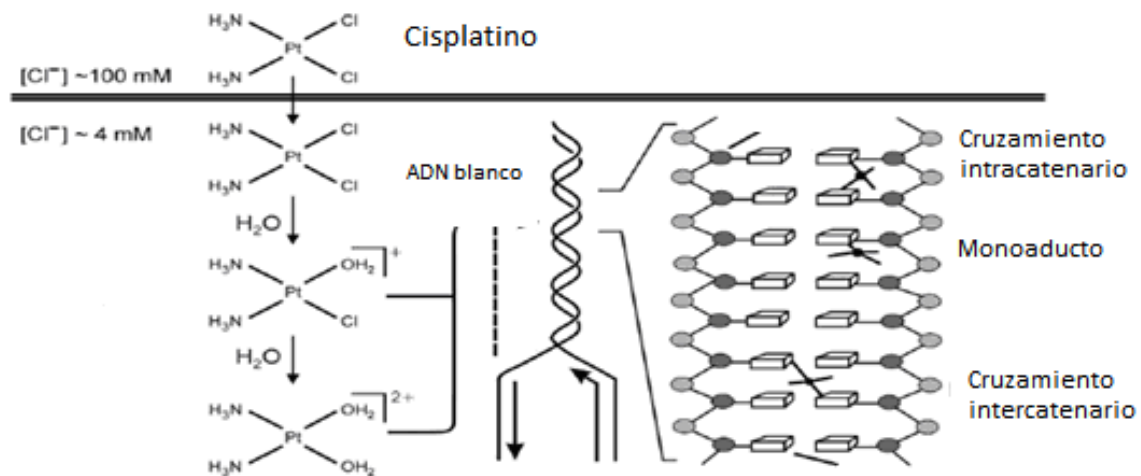 H₃N Cl
Pt
H₃N Cl
Cisplatino
[Cl⁻] ~100 mM
[Cl⁻] ~ 4 mM
H₃N Cl
Pt
H₃N Cl
H₂O
H₃N OH₂ +
Pt
H₃N Cl
H₂O
H₃N OH₂ 2+
Pt
H₃N OH₂
ADN blanco
Cruzamiento
intracatenario
Monoaducto
Cruzamiento
intercatenario